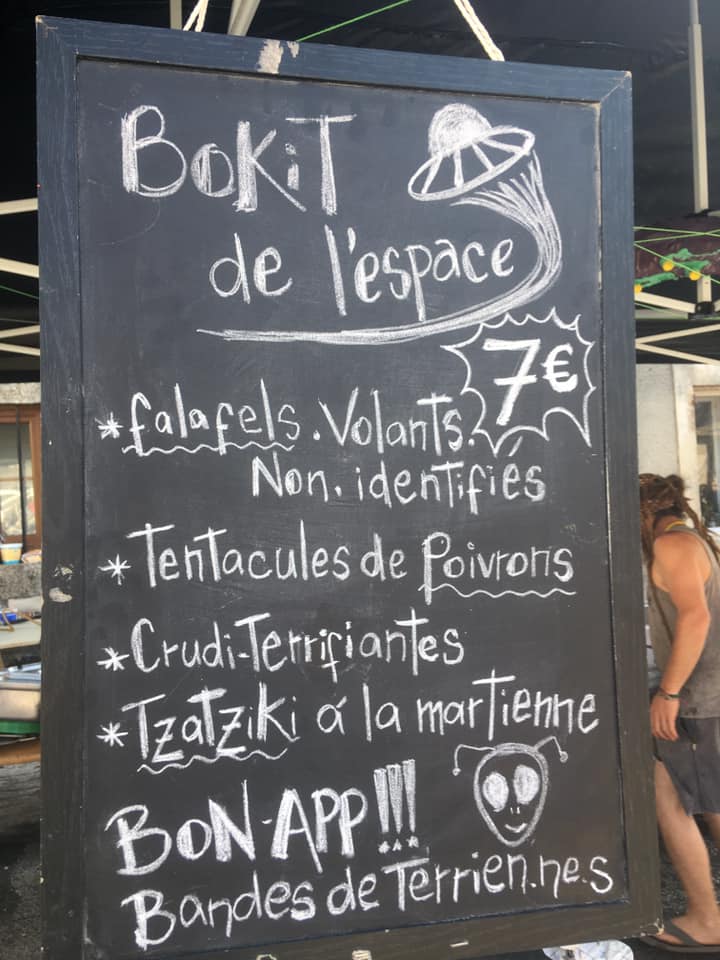 BoKiT
de l'espace
7€
*falafels. Volants.
Non. identifiés
*Tentacules de Poivrons
*Crudi-Terrifiantes
*Tzatziki á la martienne
BoN-APP!!!
Bandes de Terrien.ne.s